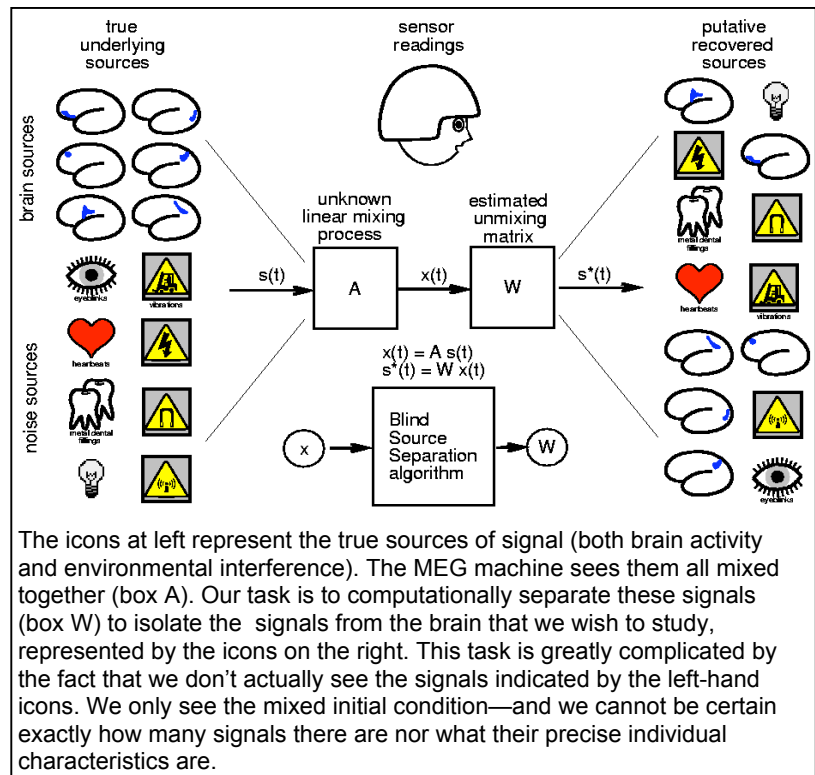 true
underlying
sources
sensor
readings
putative
recovered
sources
brain sources
noise sources
eyeblinks
vibrations
heartbeats
metal dental
fillings
unknown
linear mixing
process
estimated
unmixing
matrix
s(t)
A
x(t)
W
s*(t)
x(t) = A s(t)
s*(t) = W x(t)
x
Blind
Source
Separation
algorithm
W
metal dental
fillings
heartbeats
vibrations
eyeblinks
The icons at left represent the true sources of signal (both brain activity
and environmental interference). The MEG machine sees them all mixed
together (box A). Our task is to computationally separate these signals
(box W) to isolate the  signals from the brain that we wish to study,
represented by the icons on the right. This task is greatly complicated by
the fact that we don’t actually see the signals indicated by the left-hand
icons. We only see the mixed initial condition—and we cannot be certain
exactly how many signals there are nor what their precise individual
characteristics are.